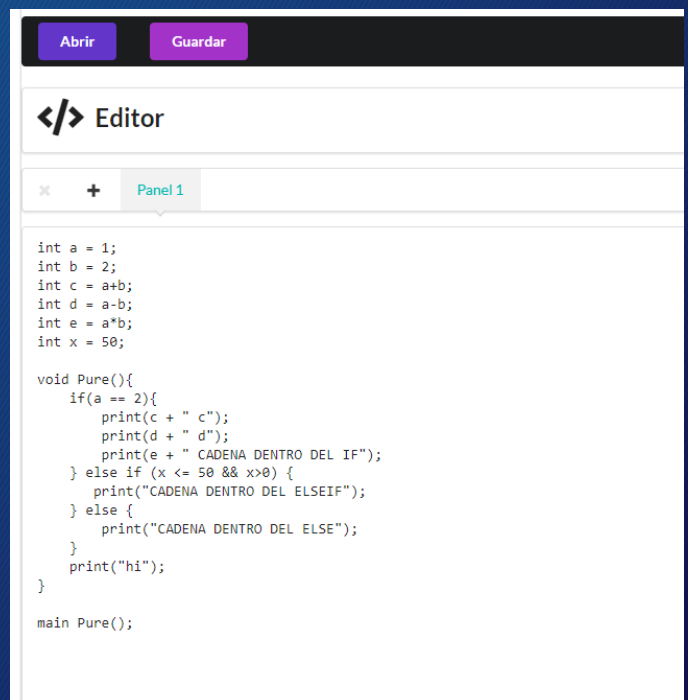 Abrir Guardar
</> Editor
Panel 1
int a = 1;
int b = 2;
int c = a+b;
int d = a-b;
int e = a*b;
int x = 50;
void Pure(){
    if(a == 2){
        print(c + " c");
        print(d + " d");
        print(e + " CADENA DENTRO DEL IF");
    } else if (x <= 50 && x>0) {
       print("CADENA DENTRO DEL ELSEIF");
    } else {
        print("CADENA DENTRO DEL ELSE");
    }
    print("hi");
}
main Pure();